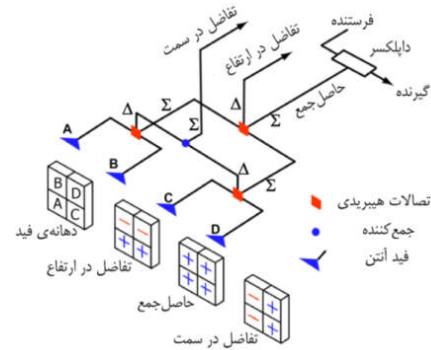 فرستنده
تفاضل در سمت
داپلکسر
تفاضل در ارتفاع
گیرنده
حاصل‌جمع
Δ
Σ
Δ
Σ
Σ
A
B
Δ
Σ
C
D
B D
A C
دهانه‌ی فید
− −
+ +
تفاضل در ارتفاع
+ +
+ +
حاصل‌جمع
− +
− +
تفاضل در سمت
تصالات هیبریدی
جمع‌کننده
فید آنتن